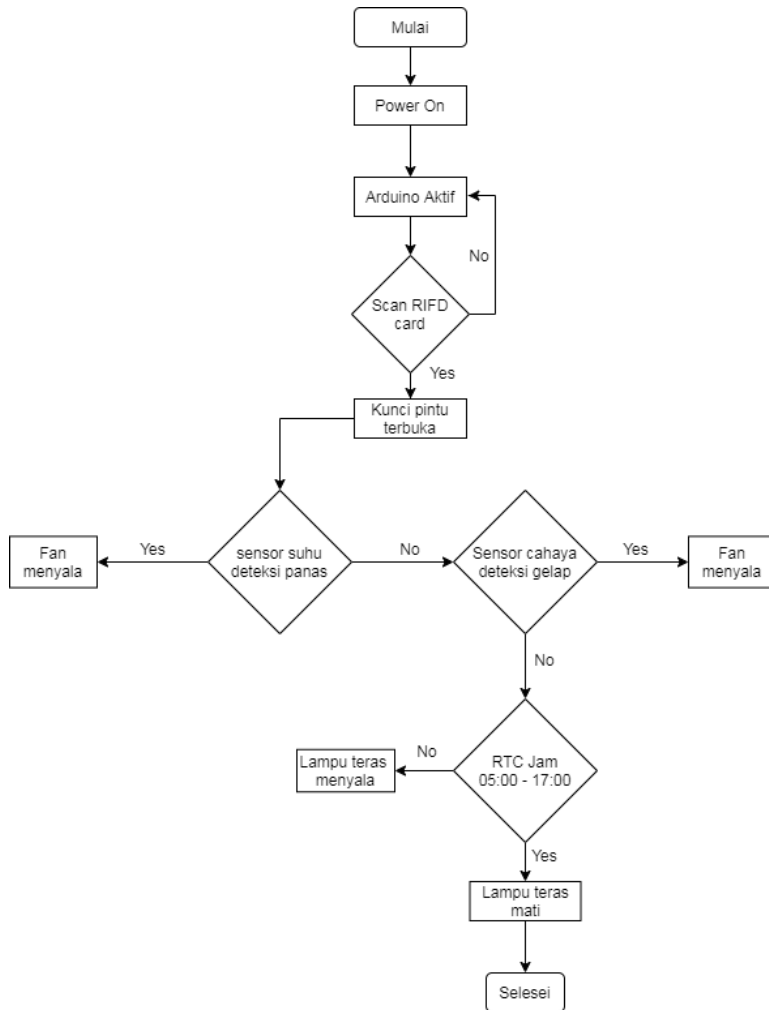 Mulai
Power On
Arduino Aktif
No
Scan RIFD
card
Yes
Kunci pintu
terbuka
Fan
menyala
Yes
sensor suhu
deteksi panas
No
Sensor cahaya
deteksi gelap
Yes
Fan
menyala
No
Lampu teras
menyala
No
RTC Jam
05:00 - 17:00
Yes
Lampu teras
mati
Selesei